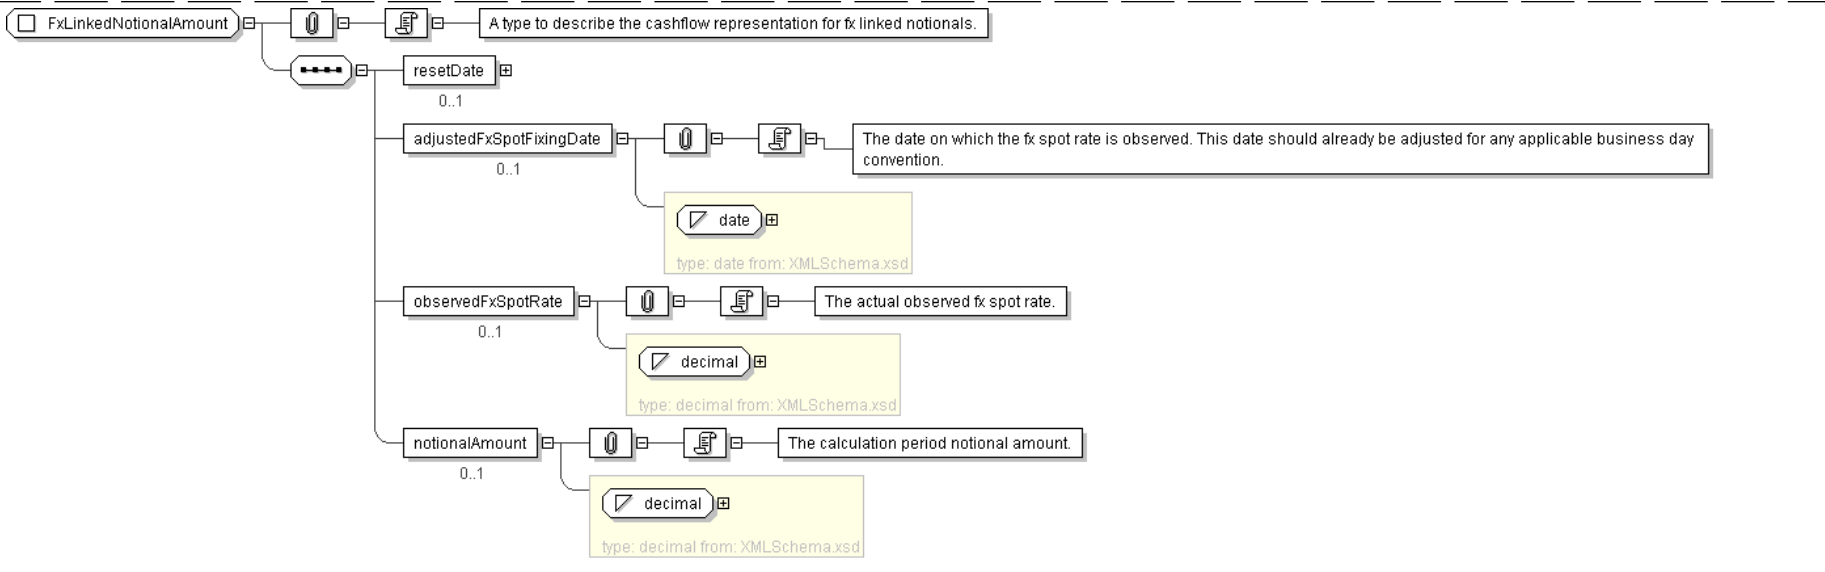 FxLinkedNotionalAmount
A type to describe the cashflow representation for fx linked notionals.
resetDate
0..1
adjustedFxSpotFixingDate
0..1
The date on which the fx spot rate is observed. This date should already be adjusted for any applicable business day
convention.
date
type: date from: XMLSchema.xsd
observedFxSpotRate
0..1
The actual observed fx spot rate.
decimal
type: decimal from: XMLSchema.xsd
notionalAmount
0..1
The calculation period notional amount.
decimal
type: decimal from: XMLSchema.xsd